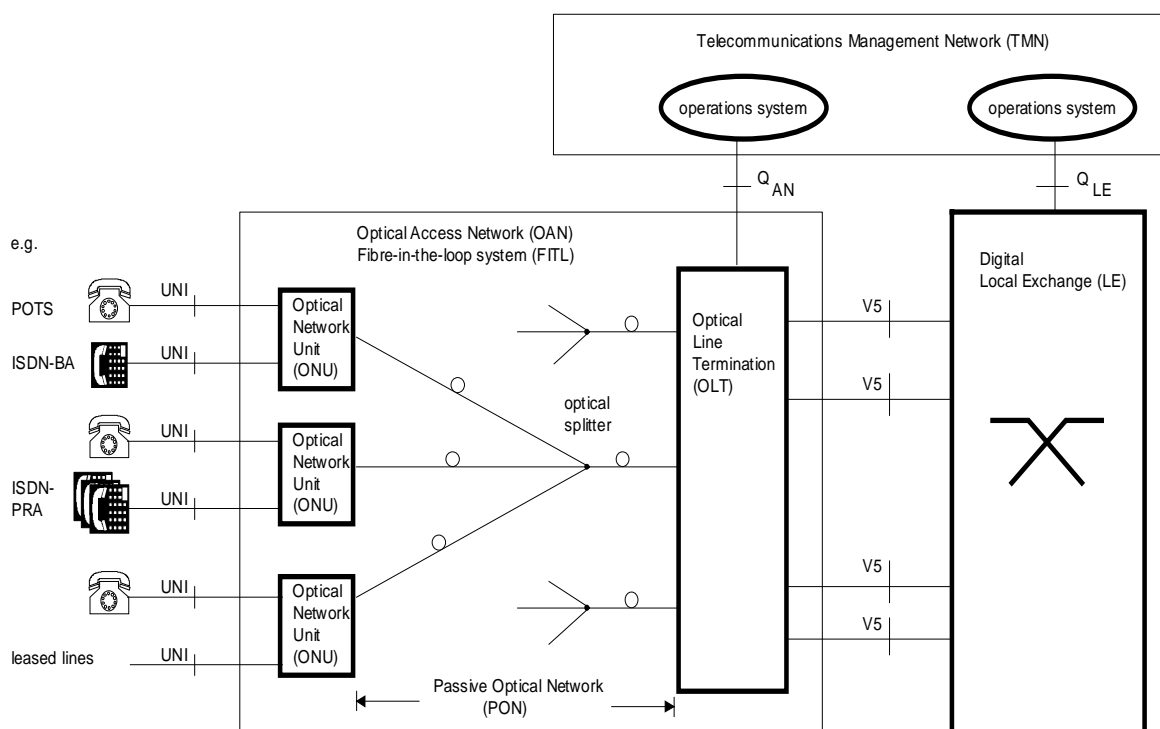 Telecommunications Management Network (TMN)
operations system
operations system
Q AN
Q LE
Optical Access Network (OAN)
Fibre-in-the-loop system (FITL)
e.g.
POTS
UNI
ISDN-BA
UNI
UNI
ISDN-
PRA
UNI
UNI
leased lines
UNI
Optical
Network
Unit
(ONU)
Optical
Network
Unit
(ONU)
Optical
Network
Unit
(ONU)
optical
splitter
Passive Optical Network
(PON)
Optical
Line
Termination
(OLT)
V5
V5
V5
V5
Digital
Local Exchange (LE)